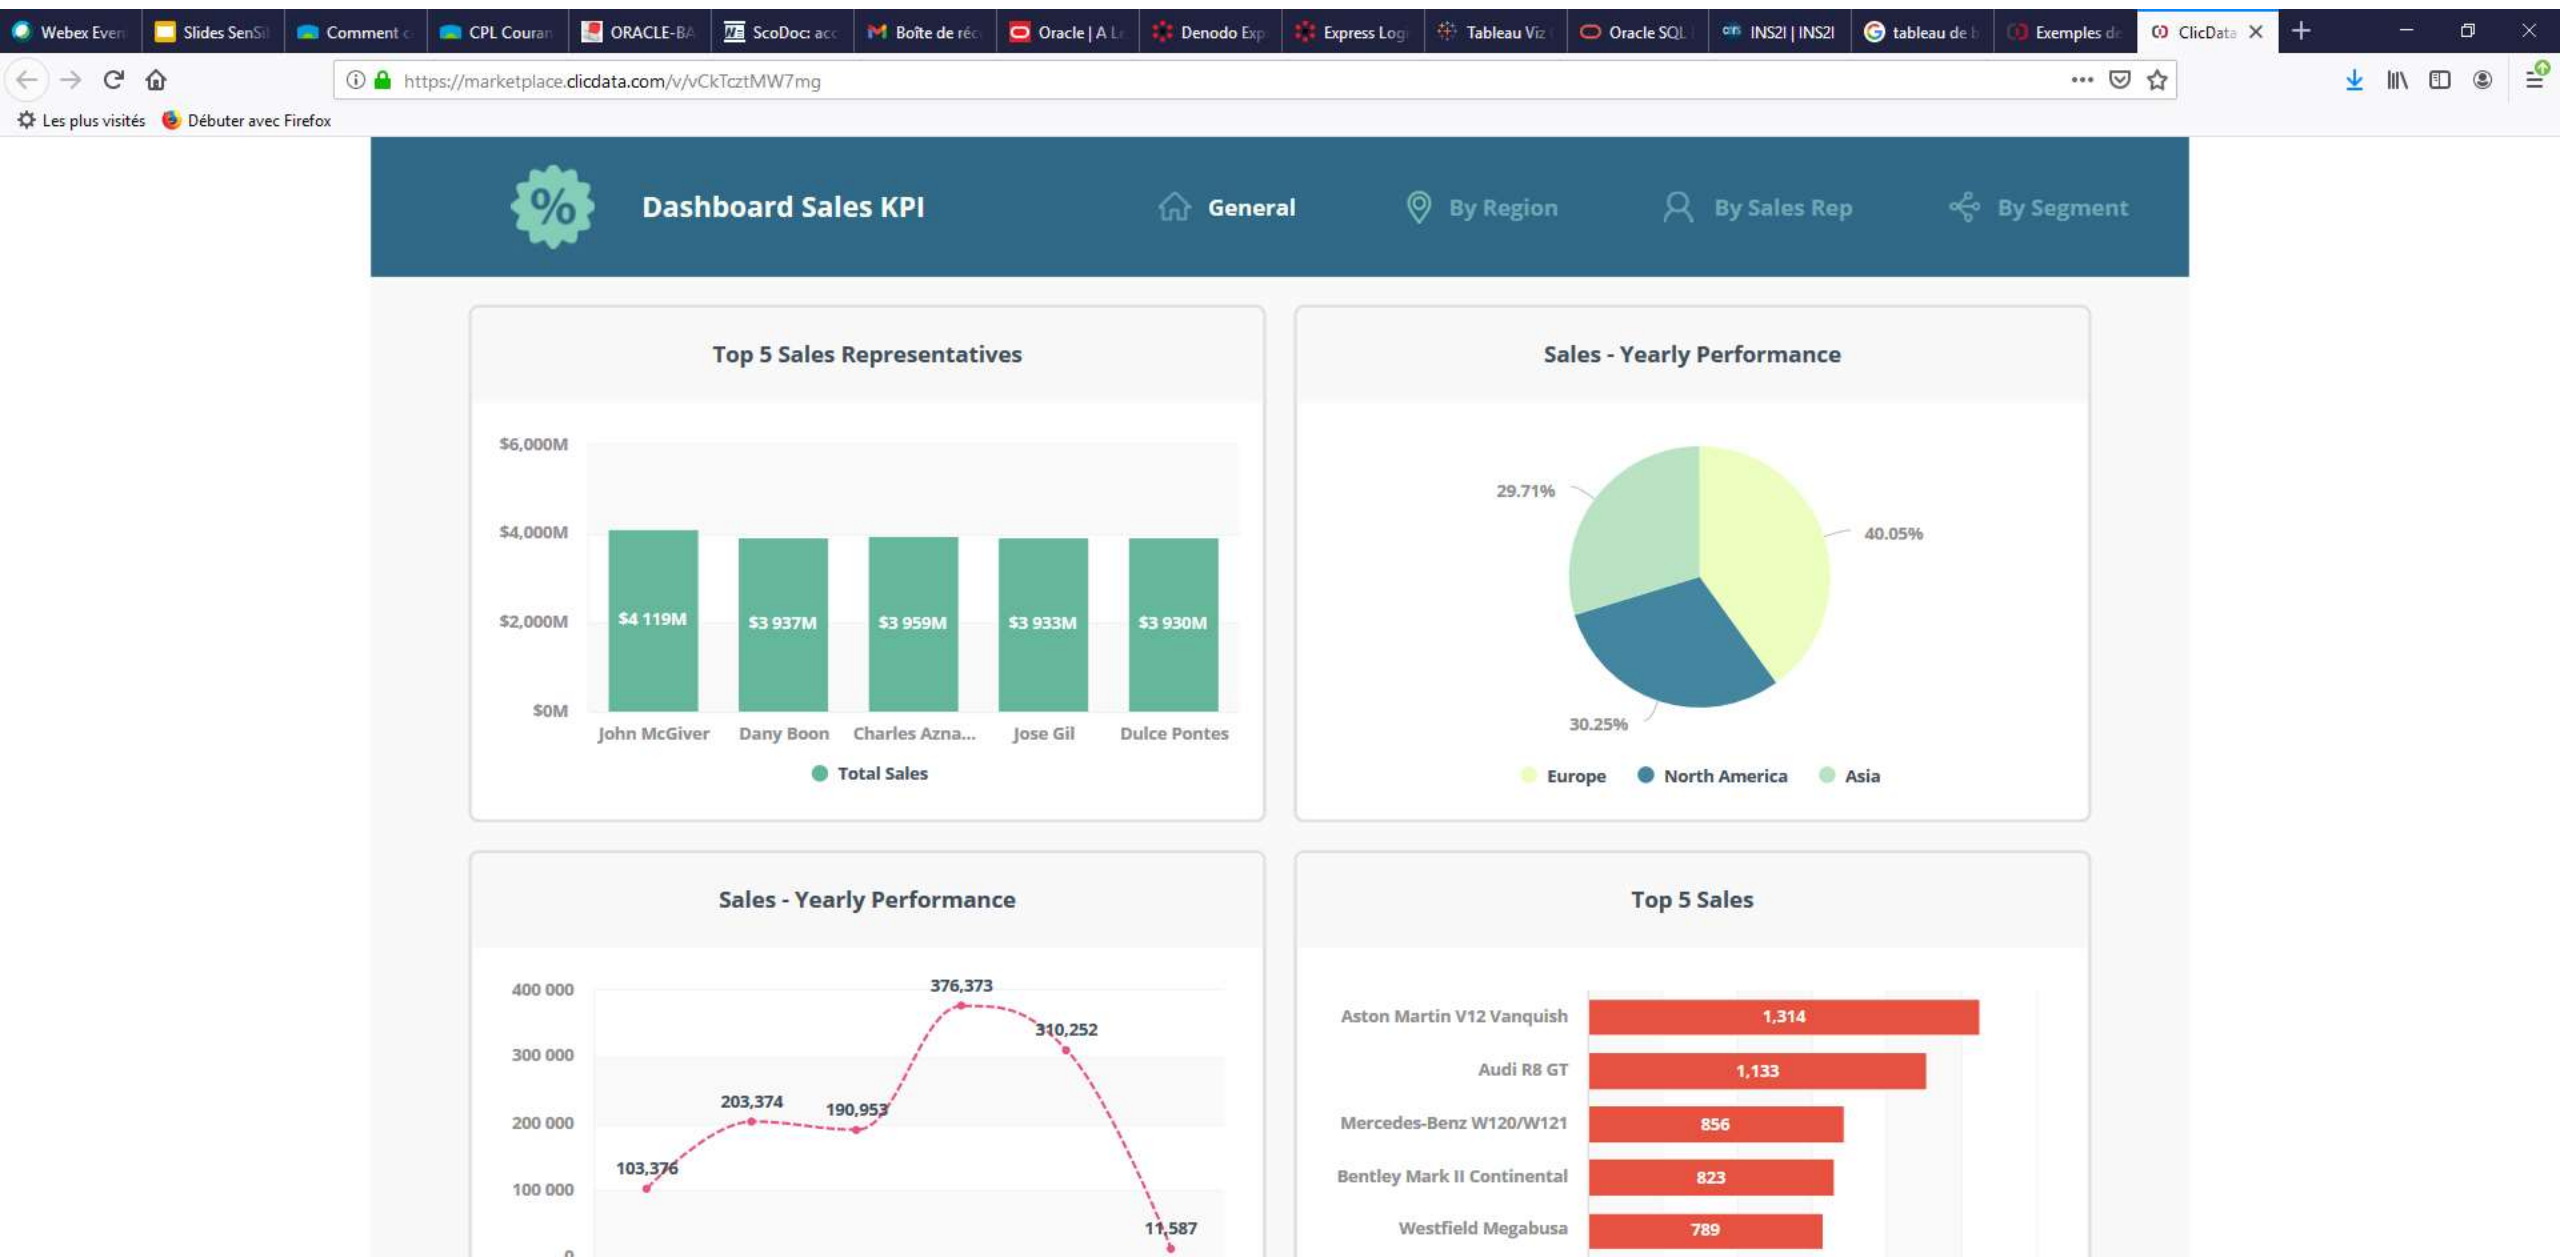 Webex Even
Slides SenSi
Comment c
CPL Couran
ORACLE-BA
ScoDoc: acc
Boîte de réc
Oracle | A Le
Denodo Exp
Express Log
Tableau Viz
Oracle SQL
cnrs INS2I | INS2I
tableau de b
Exemples de
ClicData
https://marketplace.clicdata.com/v/vCkTcztMW7mg
Les plus visités
Débuter avec Firefox
%
Dashboard Sales KPI
General
By Region
By Sales Rep
By Segment
Top 5 Sales Representatives
$6,000M
$4,000M
$2,000M
$0M
$4 119M
$3 937M
$3 959M
$3 933M
$3 930M
John McGiver
Dany Boon
Charles Azna...
Jose Gil
Dulce Pontes
Total Sales
Sales - Yearly Performance
29.71%
40.05%
30.25%
Europe
North America
Asia
Sales - Yearly Performance
400 000
300 000
200 000
100 000
0
103,376
203,374
190,953
376,373
310,252
11,587
Top 5 Sales
Aston Martin V12 Vanquish
1,314
Audi R8 GT
1,133
Mercedes-Benz W120/W121
856
Bentley Mark II Continental
823
Westfield Megabusa
789